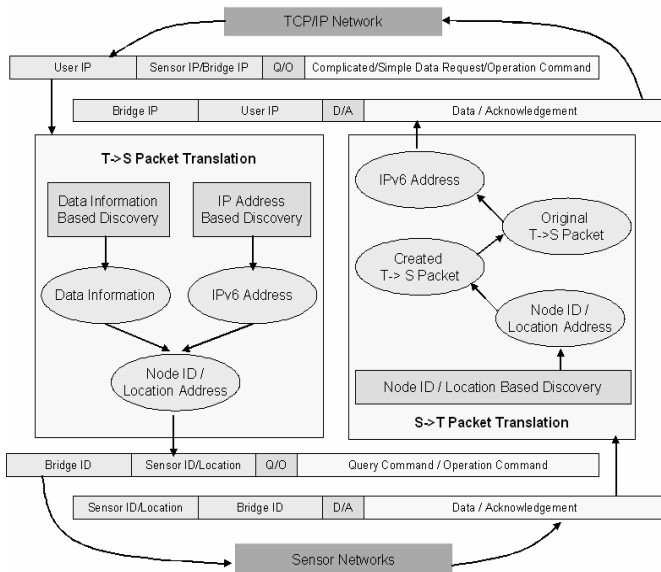 TCP/IP Network
User IP
Sensor IP/Bridge IP
Q/O
Complicated/Simple Data Request/Operation Command
Bridge IP
User IP
D/A
Data / Acknowledgement
T->S Packet Translation
Data Information
Based Discovery
IP Address
Based Discovery
Data Information
IPv6 Address
Node ID /
Location Address
IPv6 Address
Original
T->S Packet
Created
T-> S Packet
Node ID /
Location Address
Node ID / Location Based Discovery
S->T Packet Translation
Bridge ID
Sensor ID/Location
Q/O
Query Command / Operation Command
Sensor ID/Location
Bridge ID
D/A
Data / Acknowledgement
Sensor Networks